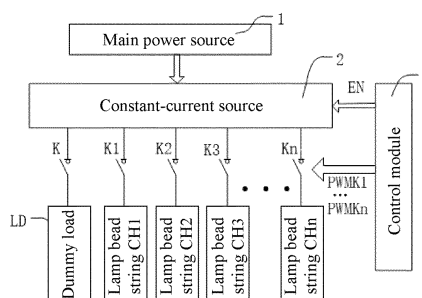 1
Main power source
2
EN
Constant-current source
K
K1
K2
K3
Kn
PWMK1
...
PWMKn
Control module
LD
Dummy load
Lamp bead
string CH1
Lamp bead
string CH2
Lamp bead
string CH3
Lamp bead
string CHn